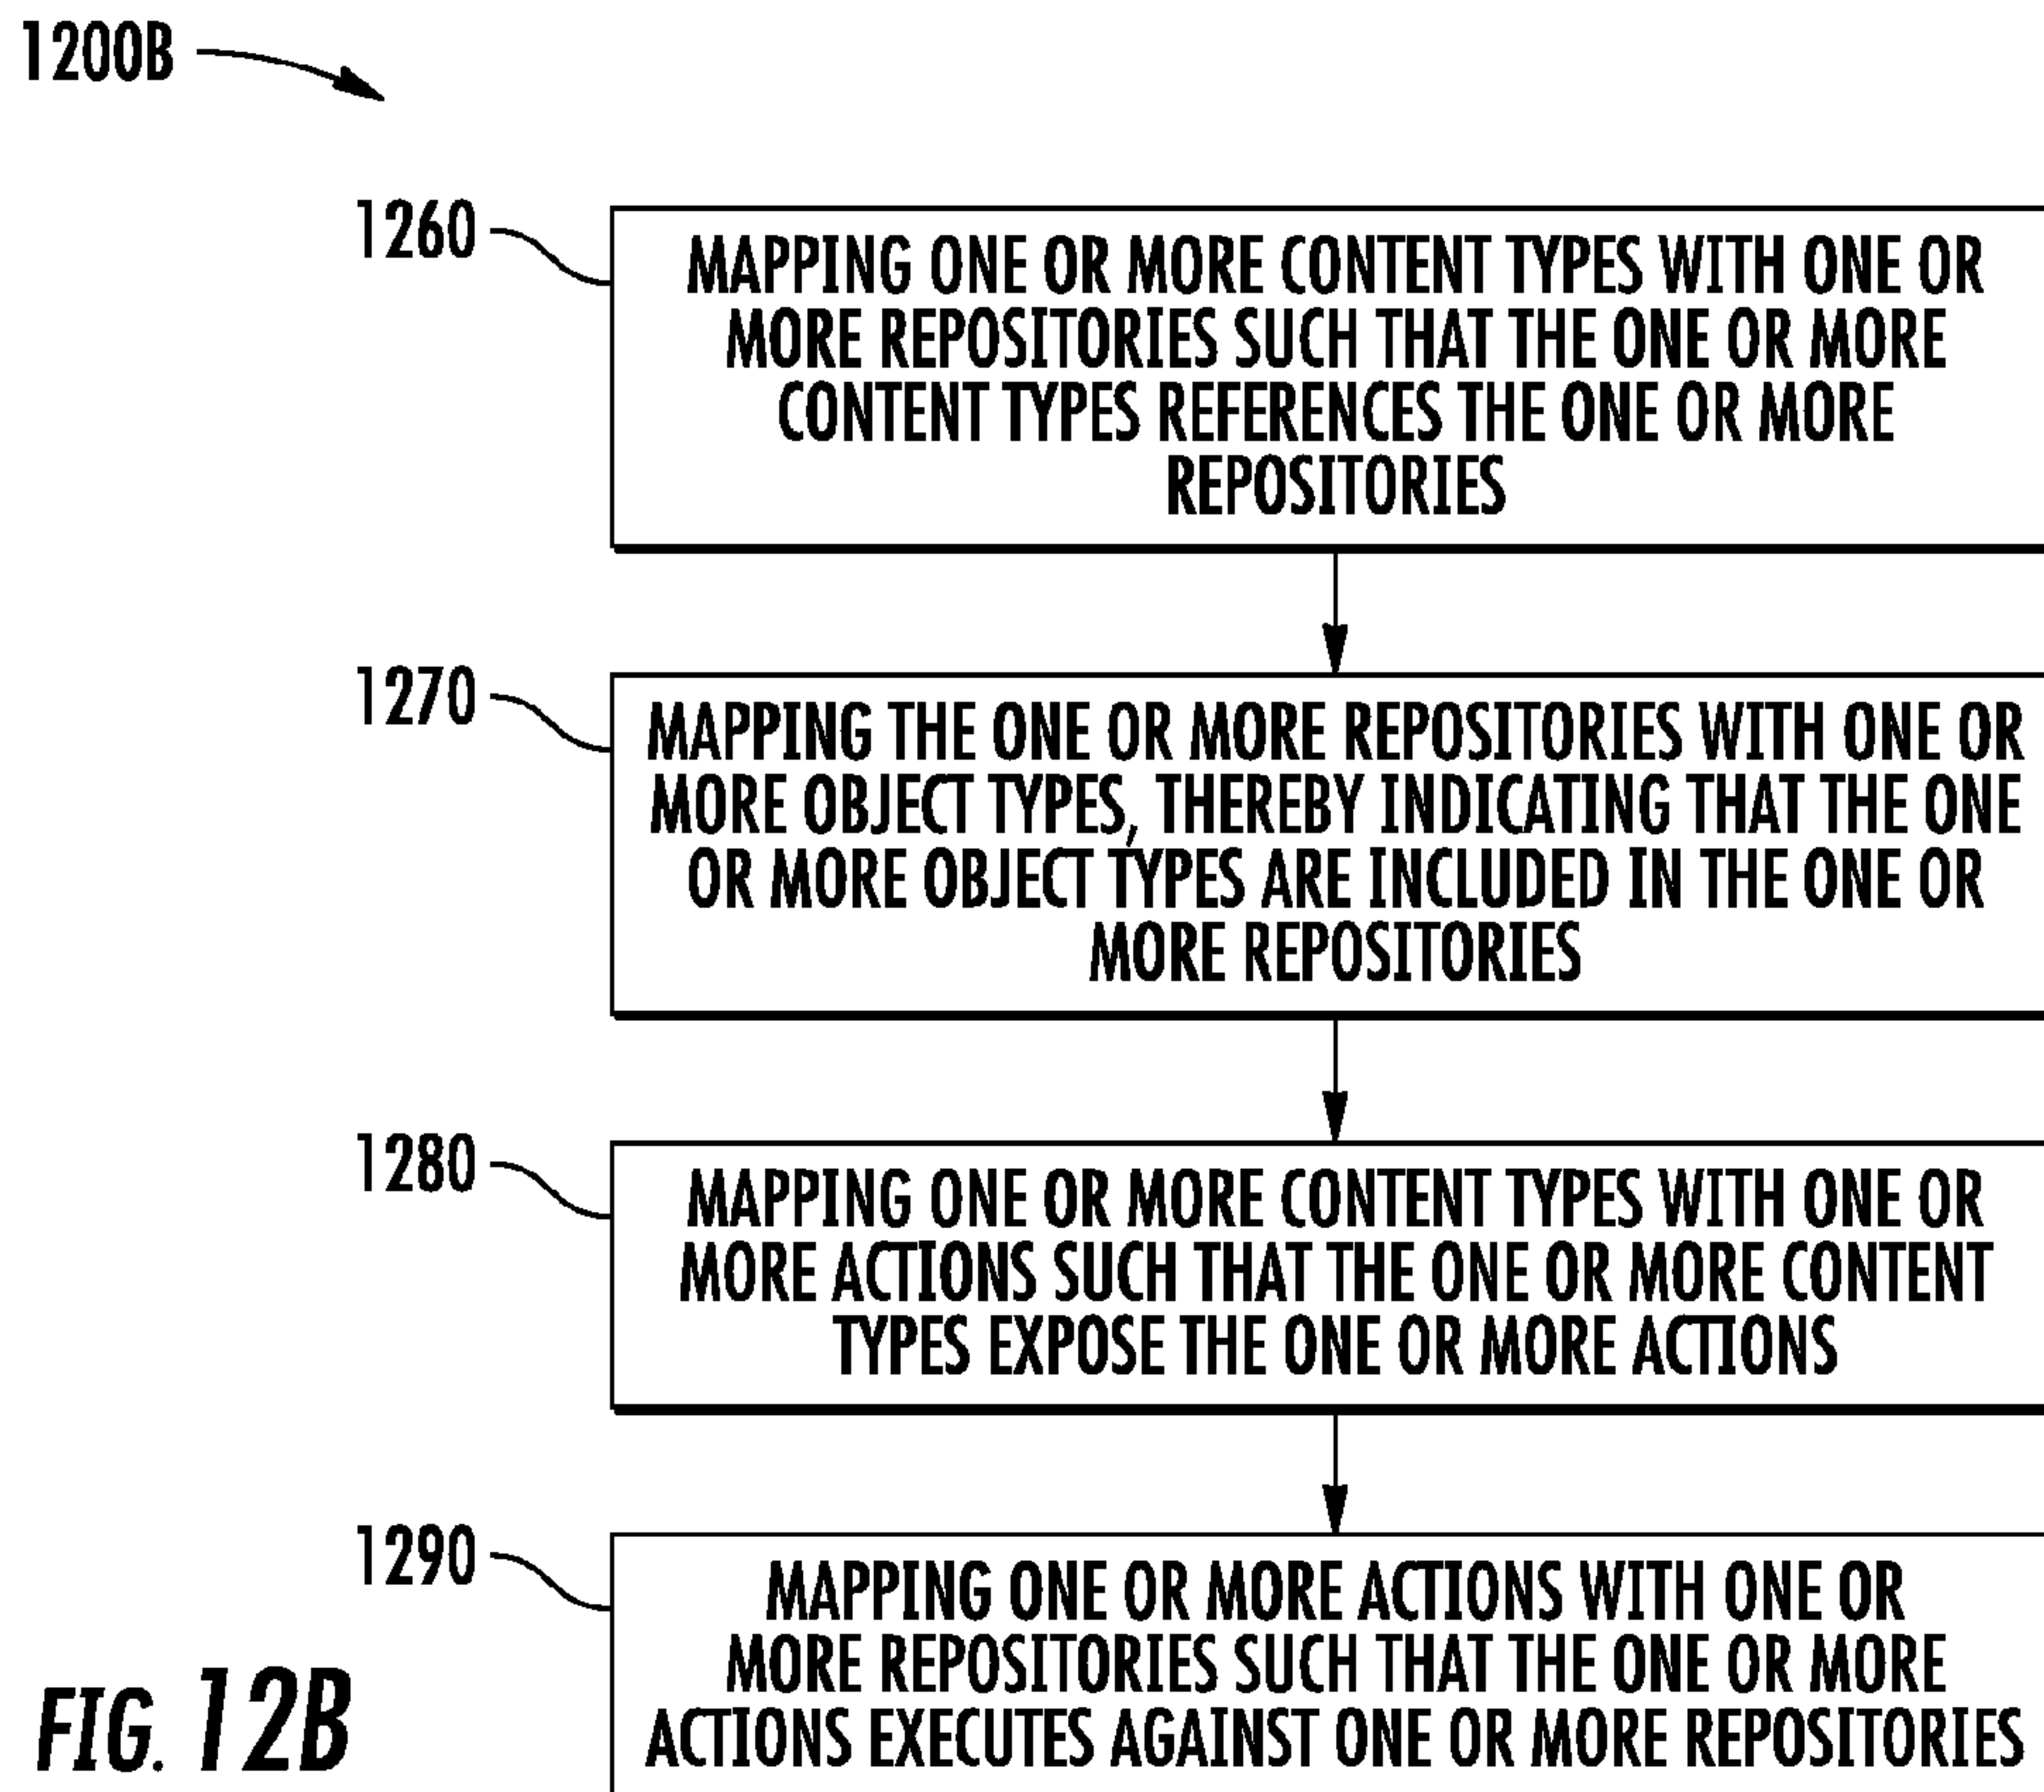 1200B
1260
MAPPING ONE OR MORE CONTENT TYPES WITH ONE OR
MORE REPOSITORIES SUCH THAT THE ONE OR MORE
CONTENT TYPES REFERENCES THE ONE OR MORE
REPOSITORIES
1270
MAPPING THE ONE OR MORE REPOSITORIES WITH ONE OR
MORE OBJECT TYPES, THEREBY INDICATING THAT THE ONE
OR MORE OBJECT TYPES ARE INCLUDED IN THE ONE OR
MORE REPOSITORIES
1280
MAPPING ONE OR MORE CONTENT TYPES WITH ONE OR
MORE ACTIONS SUCH THAT THE ONE OR MORE CONTENT
TYPES EXPOSE THE ONE OR MORE ACTIONS
1290
MAPPING ONE OR MORE ACTIONS WITH ONE OR
MORE REPOSITORIES SUCH THAT THE ONE OR MORE
ACTIONS EXECUTES AGAINST ONE OR MORE REPOSITORIES
FIG. 12B